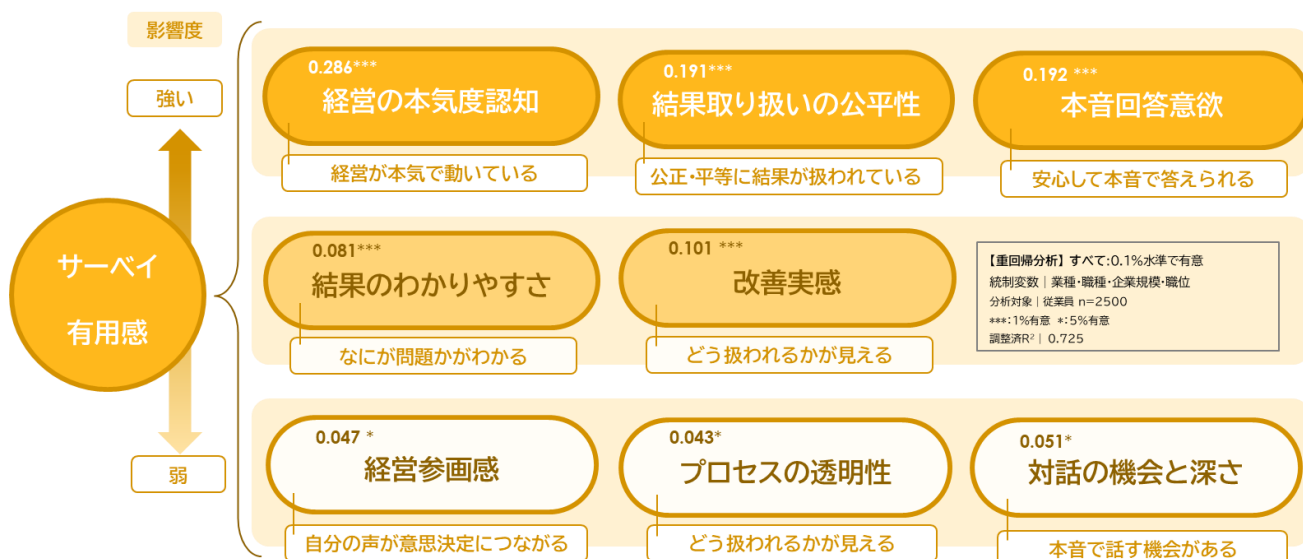 影響度
強い
サーベイ
有用感
弱
0.286***
経営の本気度認知
経営が本気で動いている
0.191***
結果取り扱いの公平性
公正・平等に結果が扱われている
0.192 ***
本音回答意欲
安心して本音で答えられる
0.081***
結果のわかりやすさ
なにが問題かがわかる
0.101 ***
改善実感
どう扱われるかが見える
【重回帰分析】すべて:0.1%水準で有意
統制変数｜業種・職種・企業規模・職位
分析対象｜従業員 n=2500
***:1%有意 *:5%有意
調整済R²｜0.725
0.047 *
経営参画感
自分の声が意思決定につながる
0.043*
プロセスの透明性
どう扱われるかが見える
0.051*
対話の機会と深さ
本音で話す機会がある